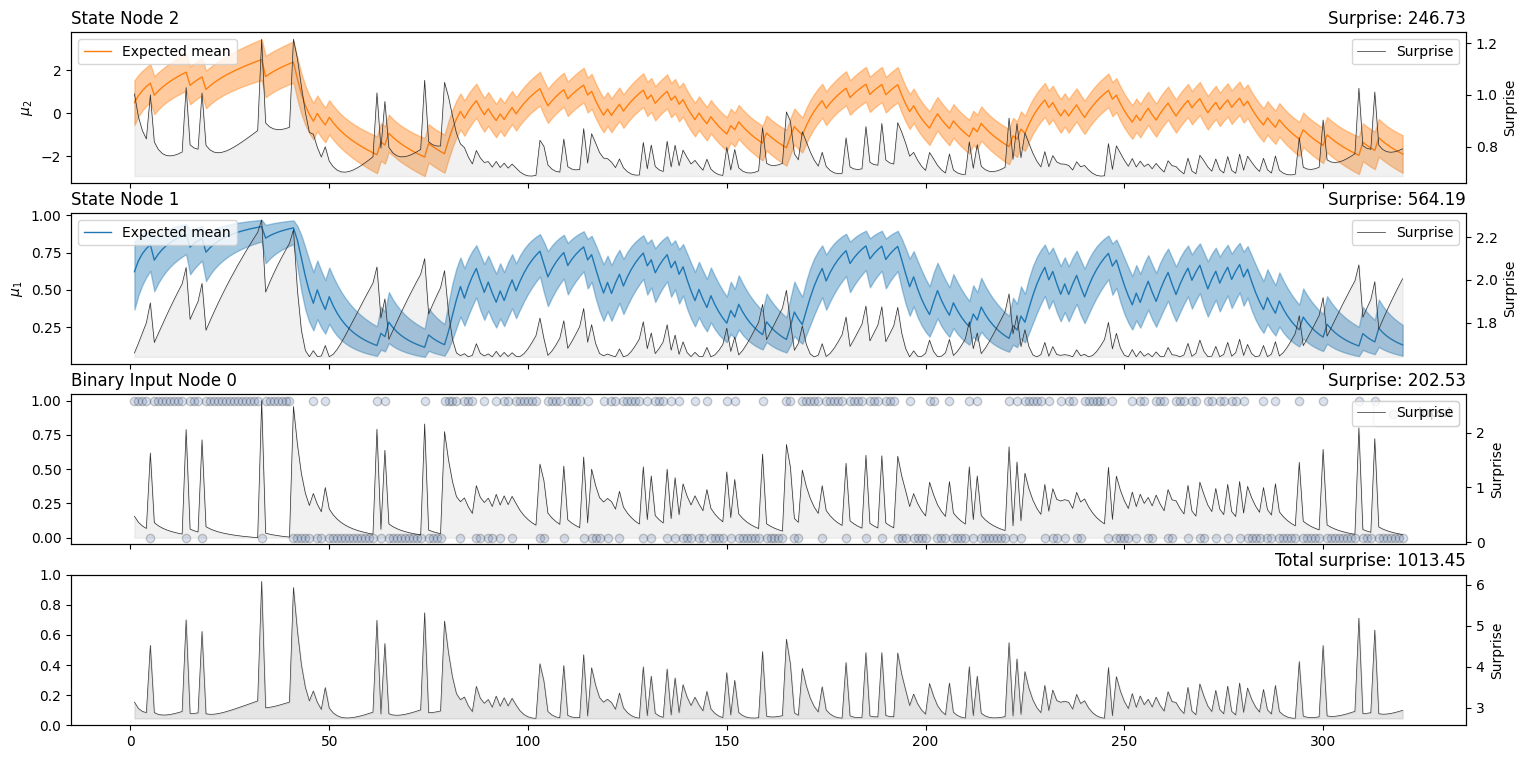 State Node 2
Surprise: 246.73
Expected mean
Surprise
μ2
2
0
−2
1.2
1.0
0.8
Surprise
State Node 1
Surprise: 564.19
Expected mean
Surprise
μ1
1.00
0.75
0.50
0.25
2.2
2.0
1.8
Surprise
Binary Input Node 0
Surprise: 202.53
Surprise
1.00
0.75
0.50
0.25
0.00
2
1
0
Surprise
Total surprise: 1013.45
1.0
0.8
0.6
0.4
0.2
0.0
6
5
4
3
Surprise
0
50
100
150
200
250
300